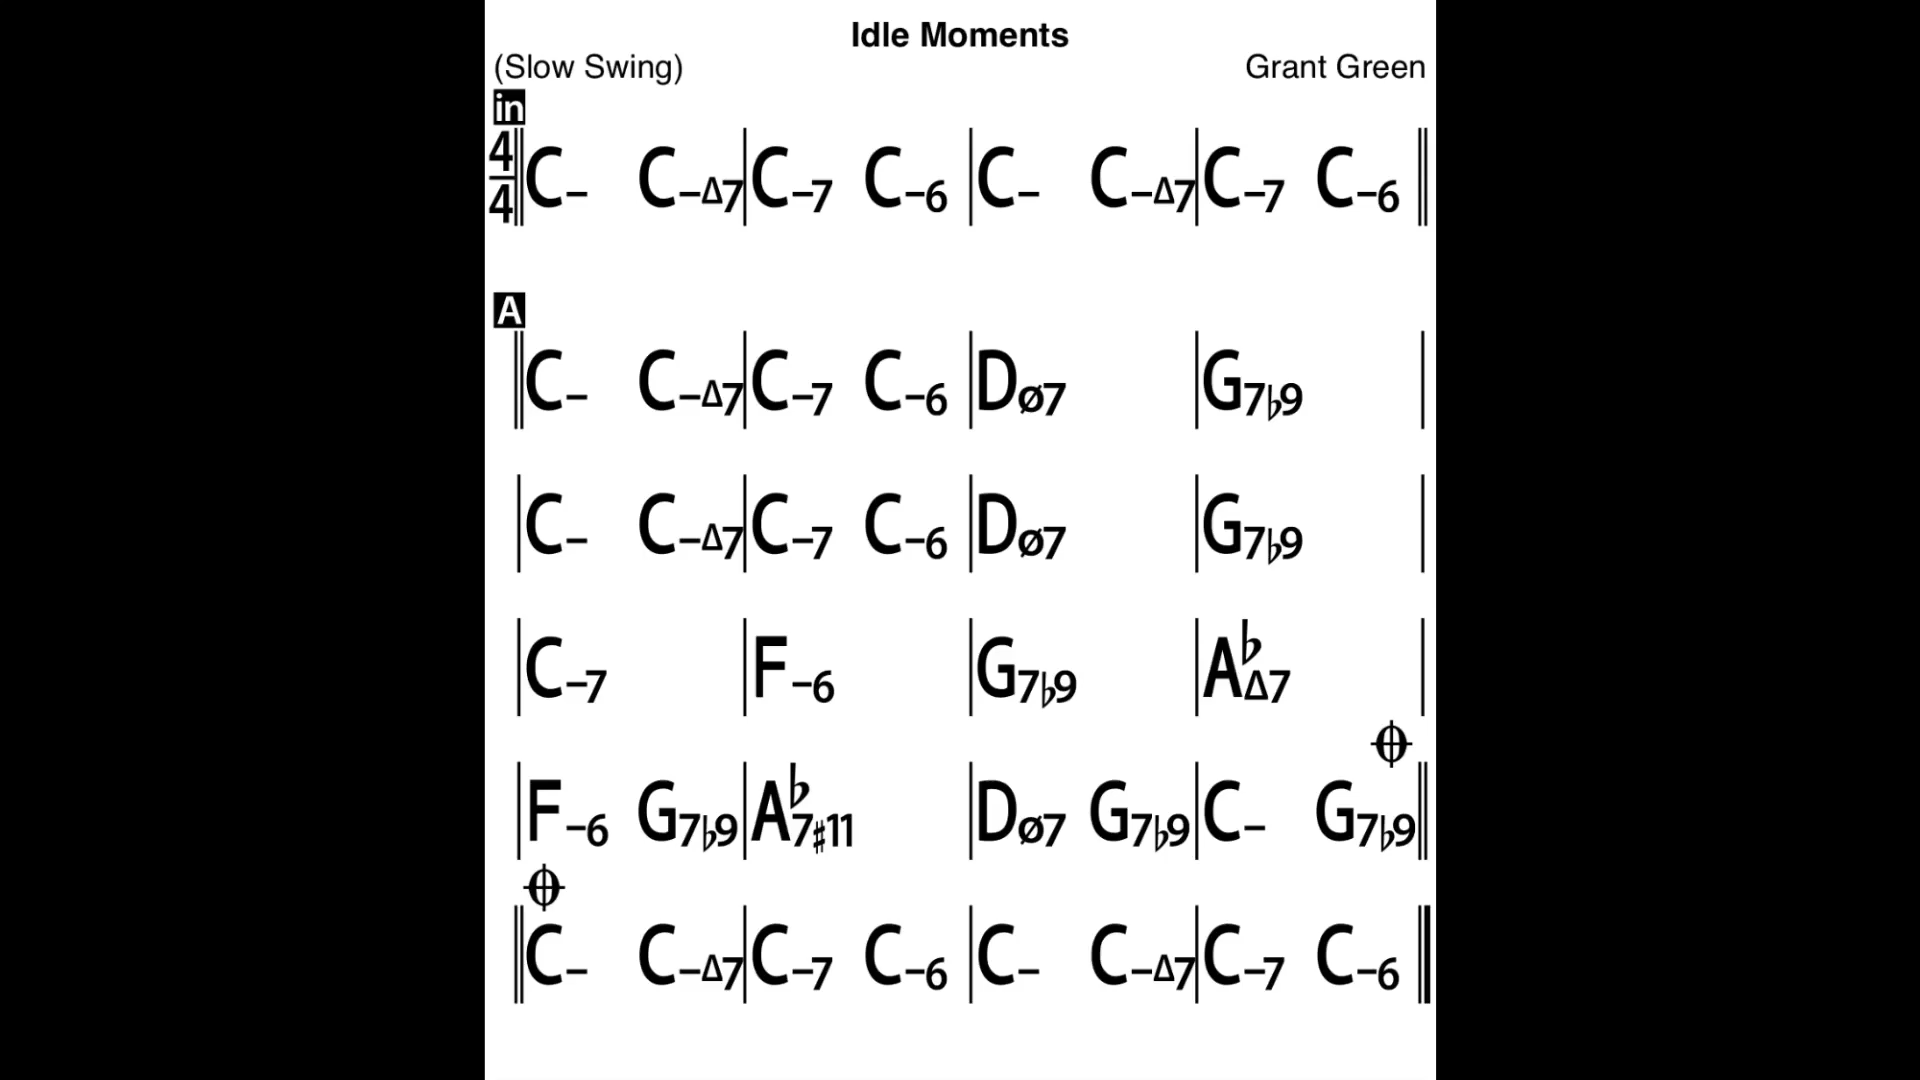 Idle Moments
(Slow Swing) Grant Green
in
4/4 C– C–Δ7 | C–7 C–6 | C– C–Δ7 | C–7 C–6
A
C– C–Δ7 | C–7 C–6 | Dø7 | G7♭9
C– C–Δ7 | C–7 C–6 | Dø7 | G7♭9
C–7 | F–6 | G7♭9 | A♭Δ7
F–6 G7♭9 | A♭7♯11 | Dø7 G7♭9 | C– G7♭9
C– C–Δ7 | C–7 C–6 | C– C–Δ7 | C–7 C–6